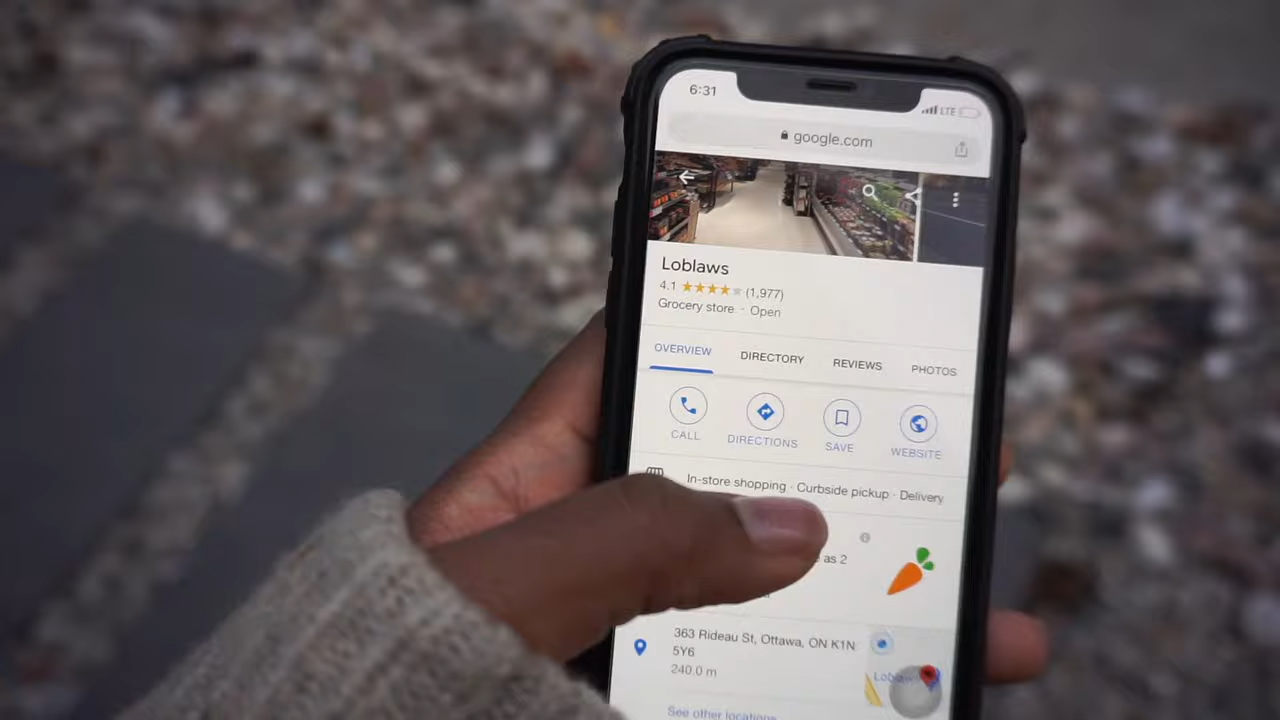 6:31
LTE
google.com
Loblaws
4.1 (1,977)
Grocery store · Open
OVERVIEW DIRECTORY REVIEWS PHOTOS
CALL DIRECTIONS SAVE WEBSITE
In-store shopping · Curbside pickup · Delivery
as 2
363 Rideau St, Ottawa, ON K1N
5Y6
240.0 m
See other locations